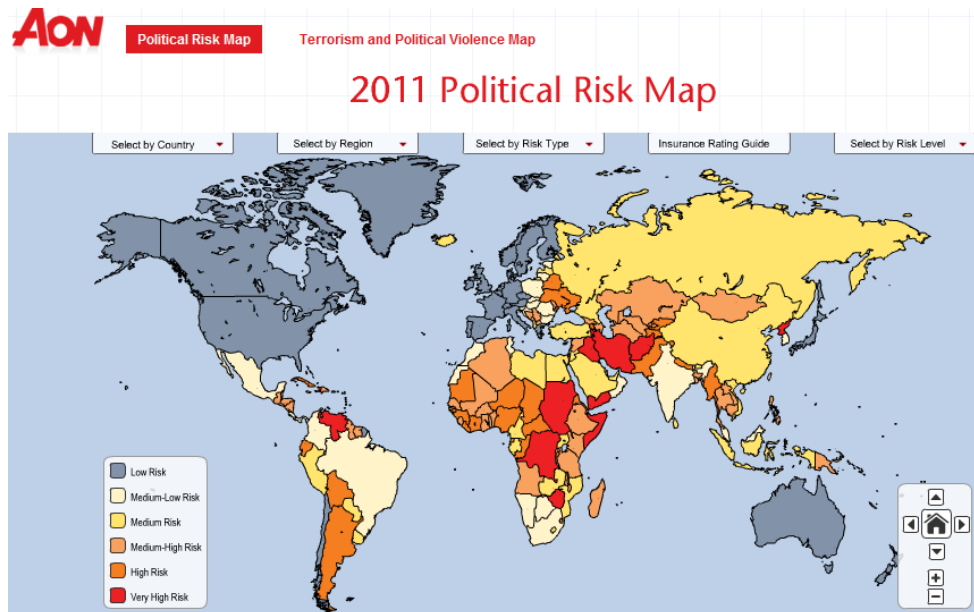 AON
Political Risk Map
Terrorism and Political Violence Map
2011 Political Risk Map
Select by Country
Select by Region
Select by Risk Type
Insurance Rating Guide
Select by Risk Level
Low Risk
Medium-Low Risk
Medium Risk
Medium-High Risk
High Risk
Very High Risk